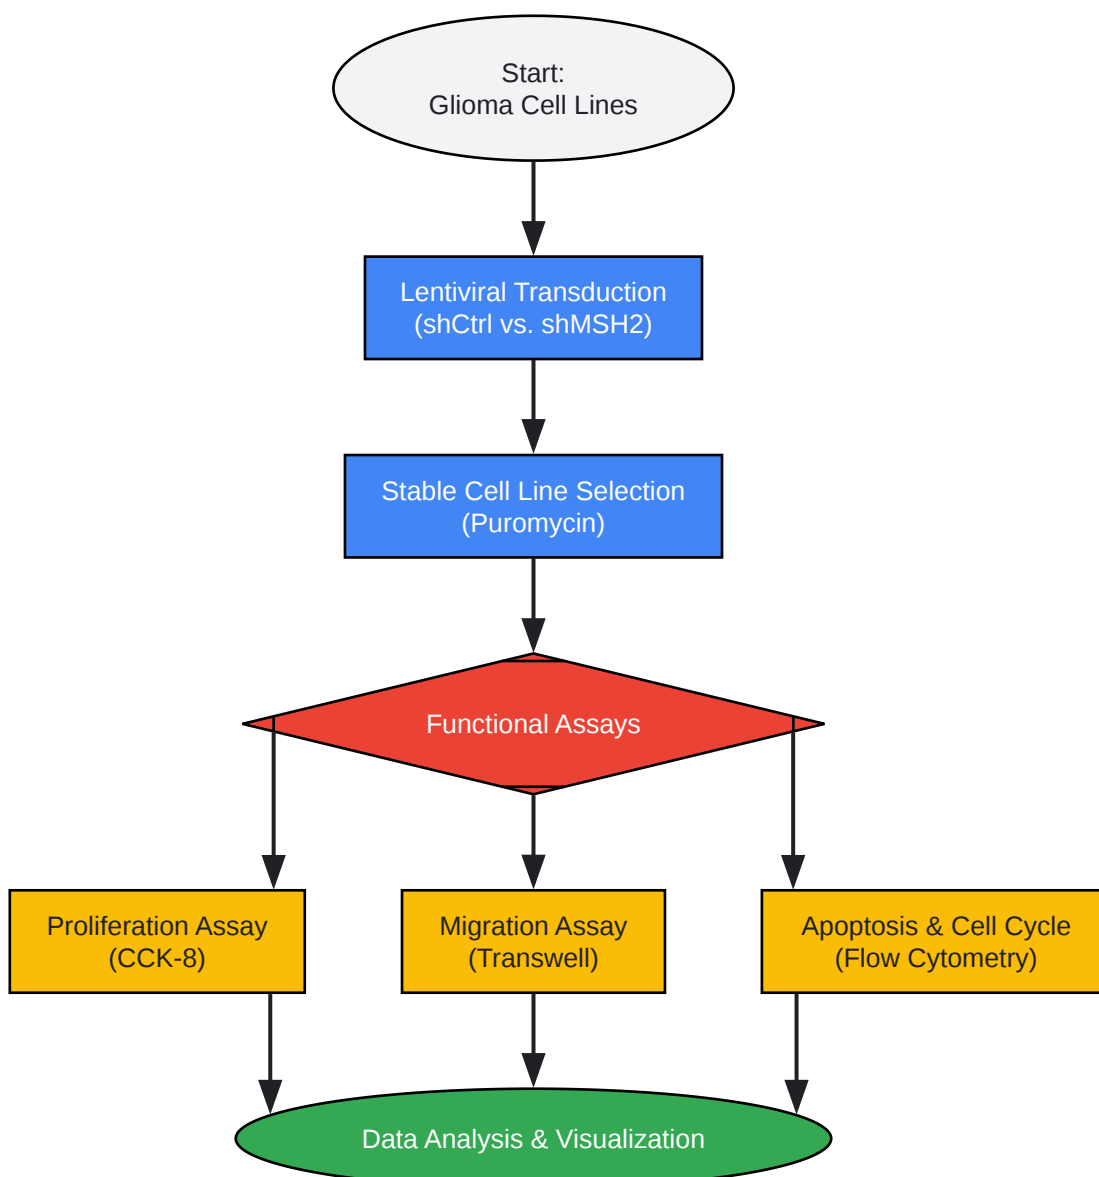 Start:
Glioma Cell Lines
Lentiviral Transduction
(shCtrl vs. shMSH2)
Stable Cell Line Selection
(Puromycin)
Functional Assays
Proliferation Assay
(CCK-8)
Migration Assay
(Transwell)
Apoptosis & Cell Cycle
(Flow Cytometry)
Data Analysis & Visualization